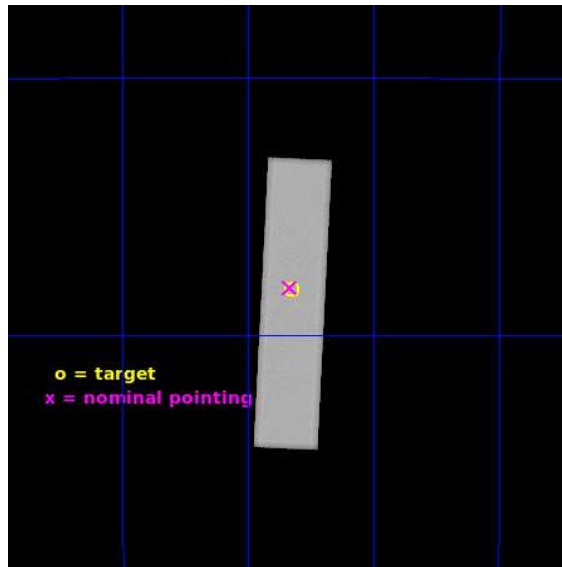 o = target
x = nominal pointing